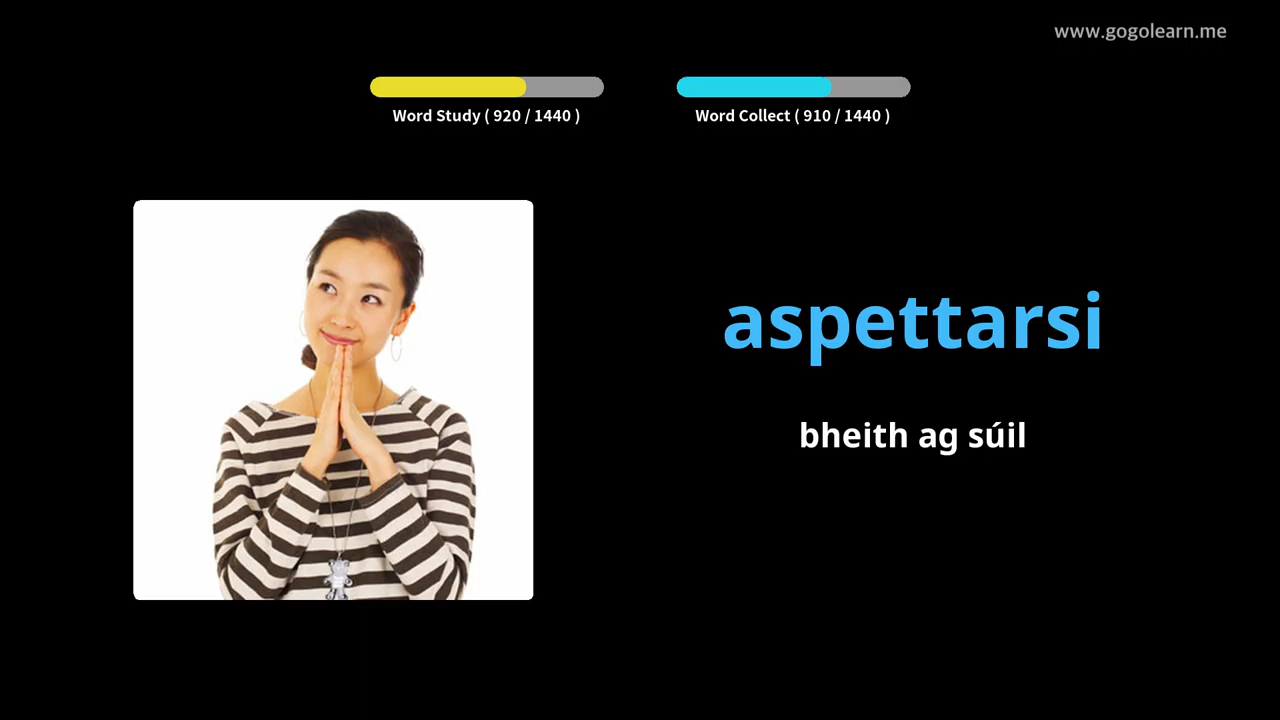 www.gogolearn.me
Word Study ( 920 / 1440 )
Word Collect ( 910 / 1440 )
aspettarsi
bheith ag súil